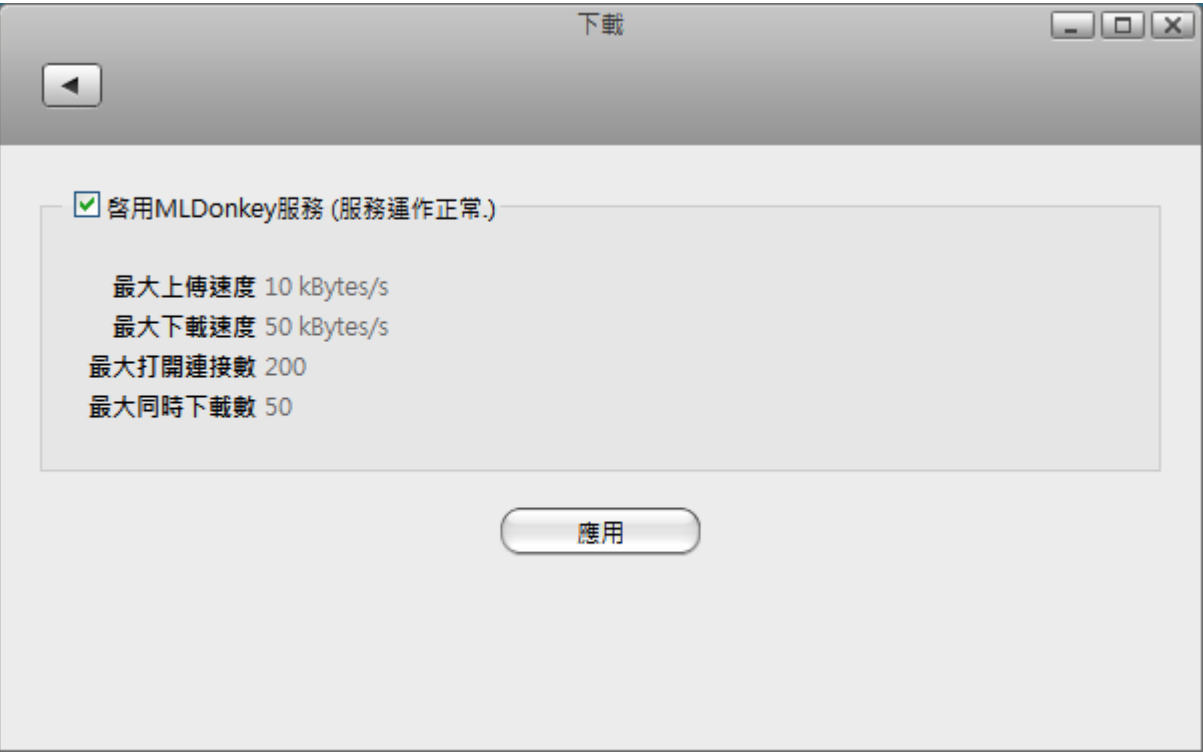 下載
啓用MLDonkey服務 (服務運作正常.)
最大上傳速度 10 kBytes/s
最大下載速度 50 kBytes/s
最大打開連接數 200
最大同時下載數 50
應用